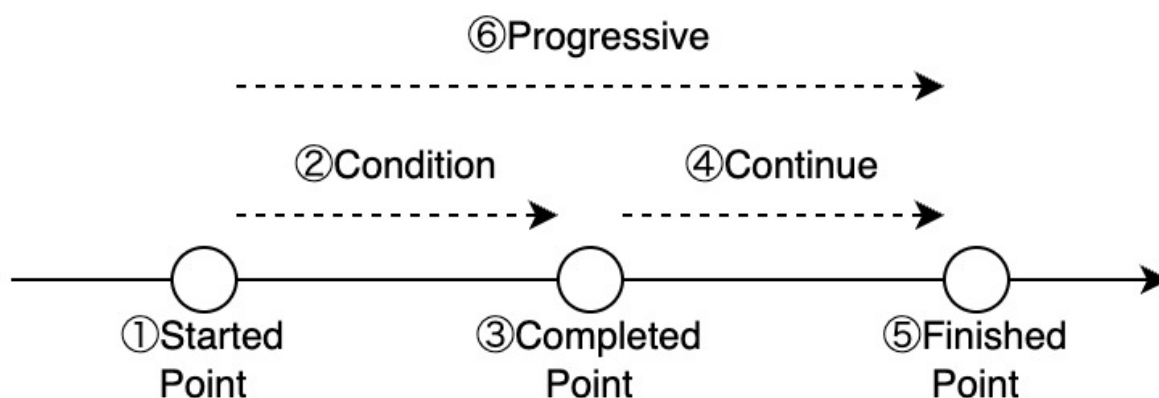 ⑥Progressive
②Condition
④Continue
①Started
Point
③Completed
Point
⑤Finished
Point